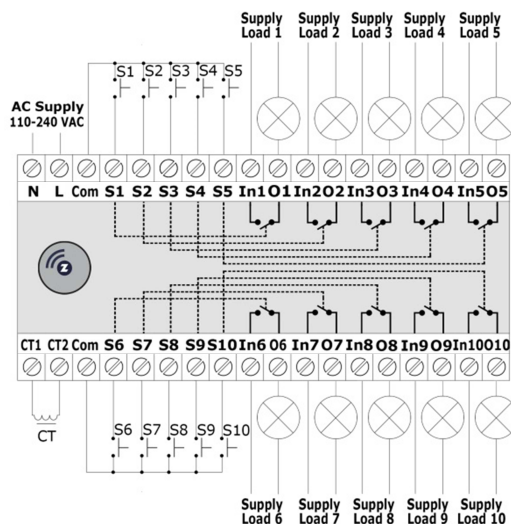 Supply Load 1 Supply Load 2 Supply Load 3 Supply Load 4 Supply Load 5
S1 S2 S3 S4 S5
AC Supply
110-240 VAC
N L Com S1 S2 S3 S4 S5 In1 O1 In2 O2 In3 O3 In4 O4 In5 O5
Z
CT1 CT2 Com S6 S7 S8 S9 S10 In6 O6 In7 O7 In8 O8 In9 O9 In10 O10
CT
S6 S7 S8 S9 S10
Supply Load 6 Supply Load 7 Supply Load 8 Supply Load 9 Supply Load 10